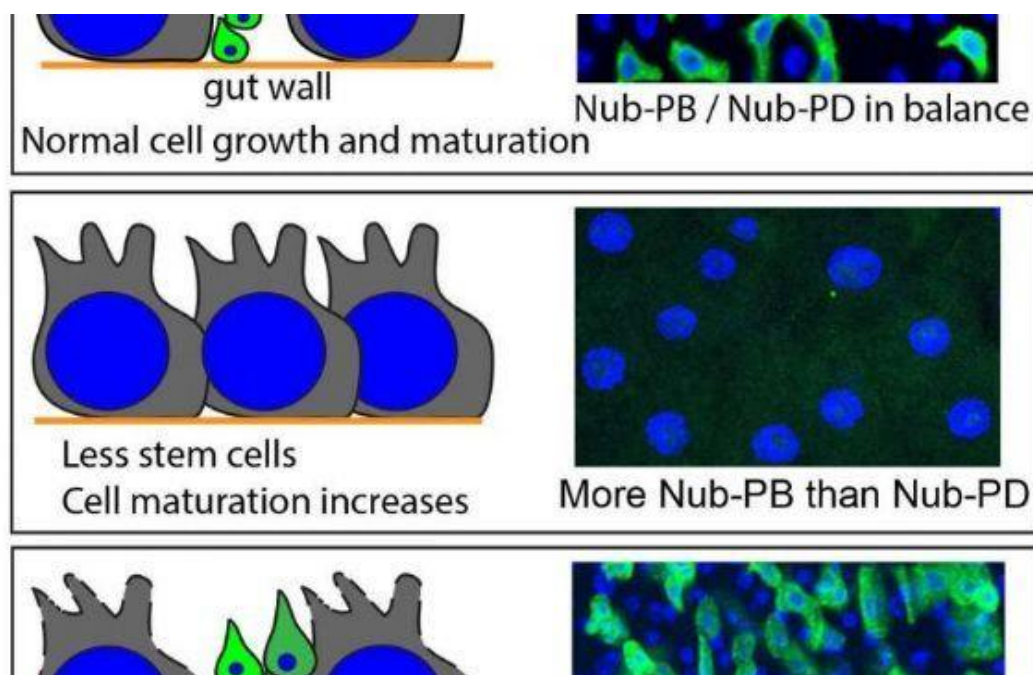 gut wall
Nub-PB / Nub-PD in balance
Normal cell growth and maturation
Less stem cells
Cell maturation increases
More Nub-PB than Nub-PD